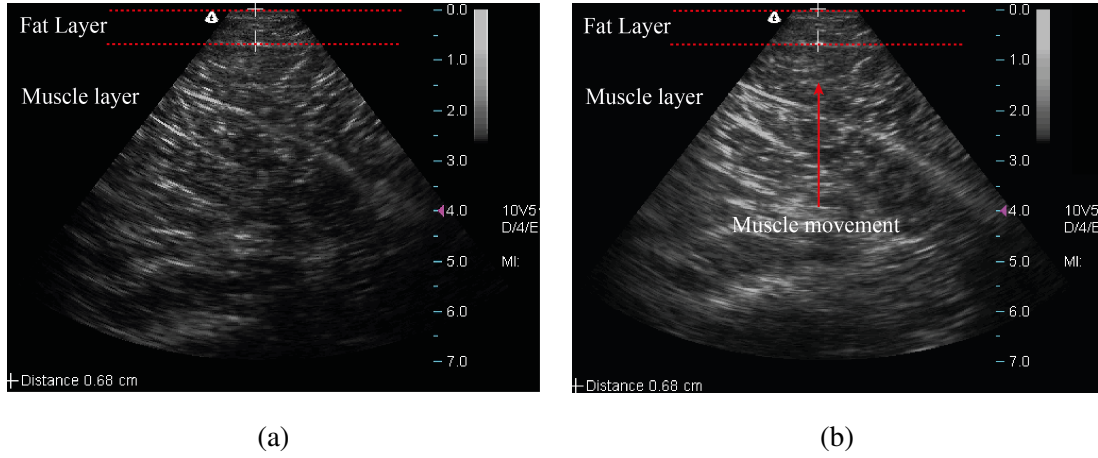 Fat Layer
Muscle layer
0.0
1.0
2.0
3.0
4.0
5.0
6.0
7.0
10V5
D/4/E
MI:
Distance 0.68 cm
(a)
Fat Layer
Muscle layer
Muscle movement
0.0
1.0
2.0
3.0
4.0
5.0
6.0
7.0
10V5
D/4/E
MI:
Distance 0.68 cm
(b)